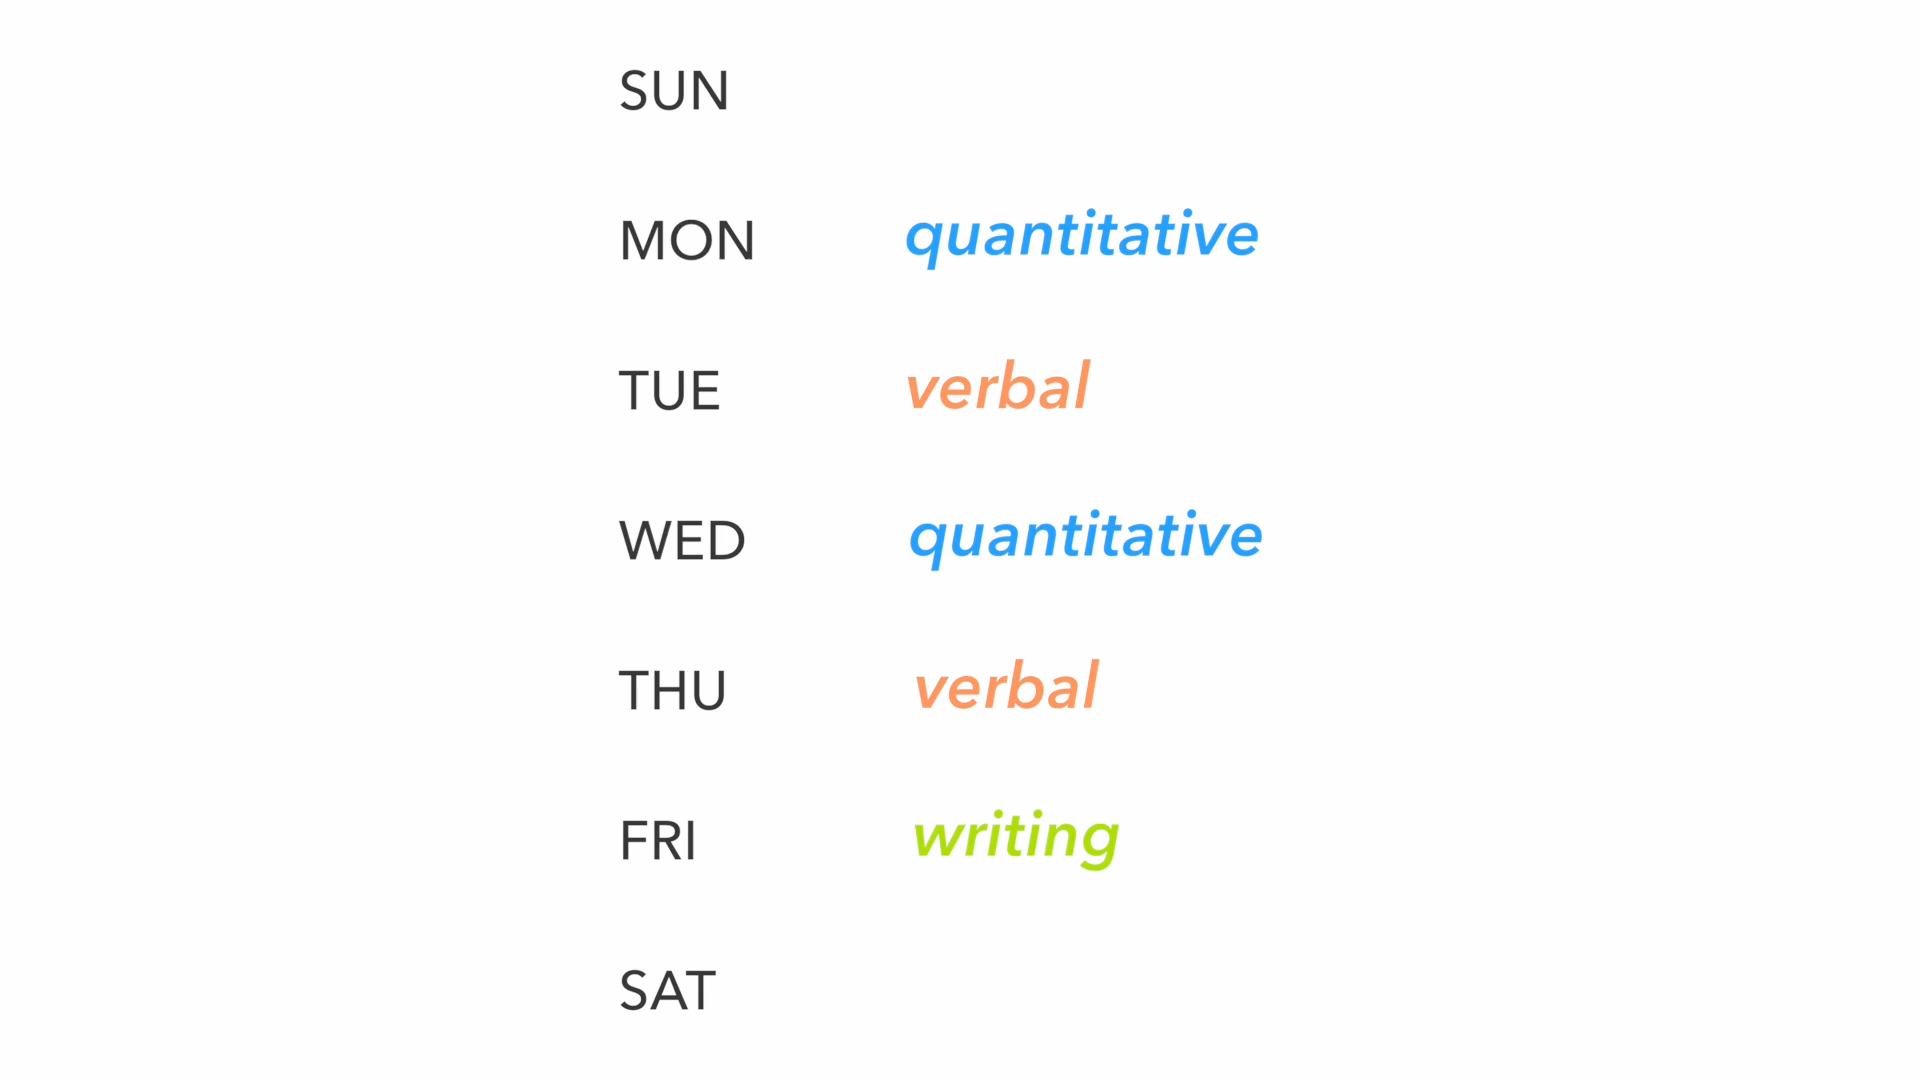 SUN
MON quantitative
TUE verbal
WED quantitative
THU verbal
FRI writing
SAT